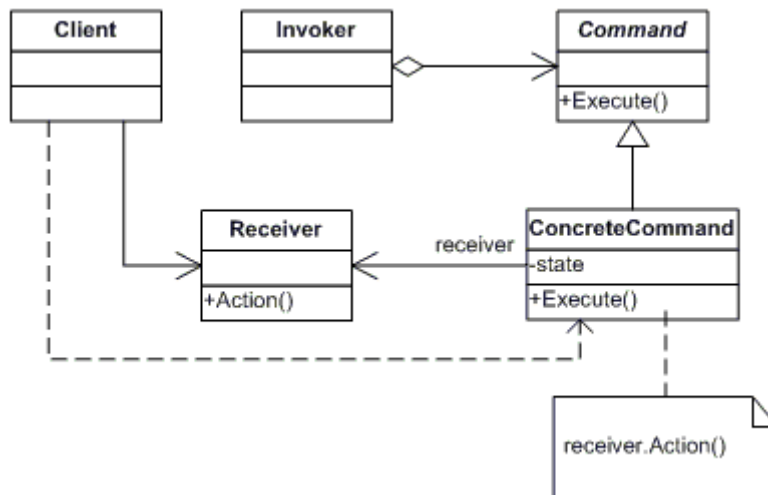 Client
Invoker
Command
+Execute()
Receiver
+Action()
receiver
ConcreteCommand
-state
+Execute()
receiver.Action()